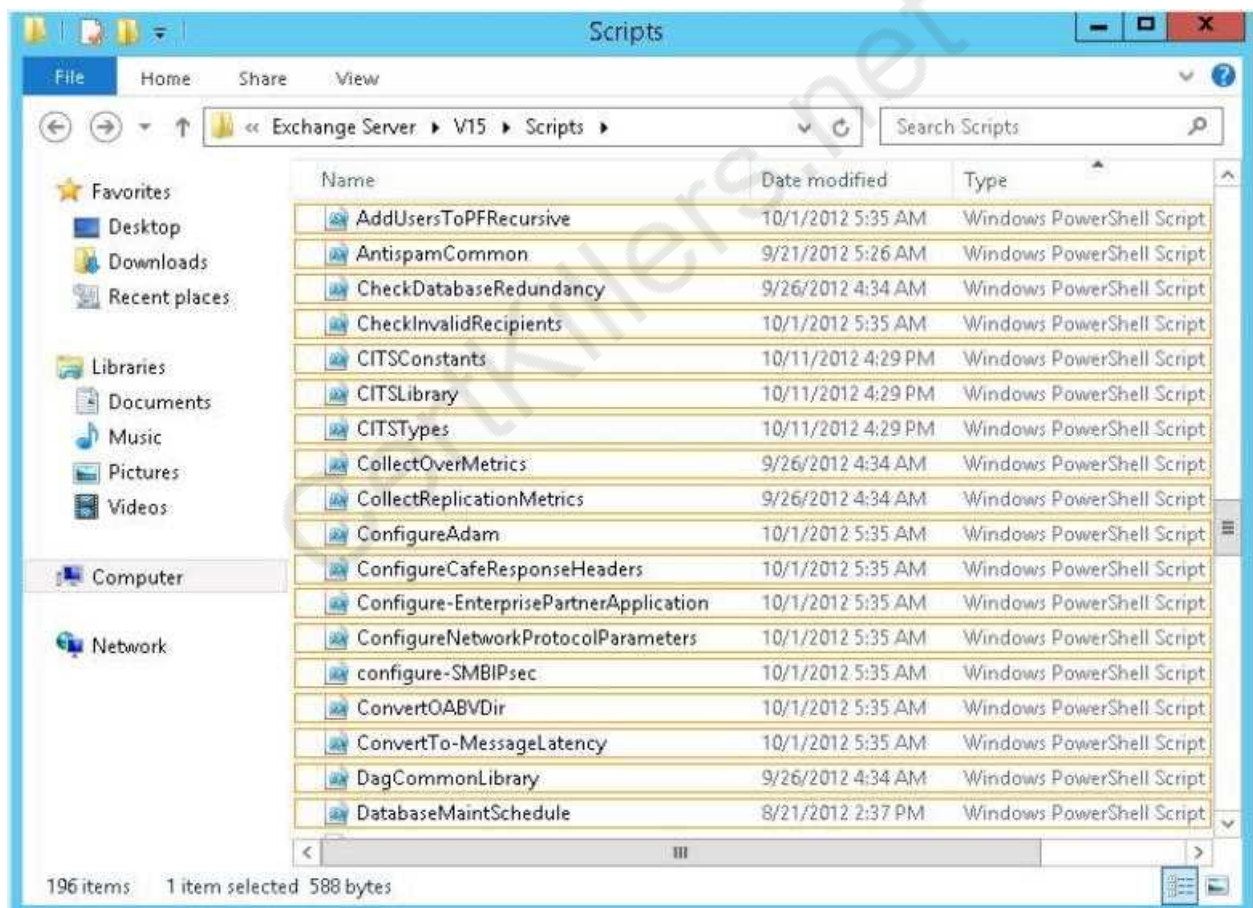 Scripts
File Home Share View
« Exchange Server ▸ V15 ▸ Scripts ▸ Search Scripts
Favorites
Desktop
Downloads
Recent places
Libraries
Documents
Music
Pictures
Videos
Computer
Network
Name Date modified Type
AddUsersToPFRecursive 10/1/2012 5:35 AM Windows PowerShell Script
AntispamCommon 9/21/2012 5:26 AM Windows PowerShell Script
CheckDatabaseRedundancy 9/26/2012 4:34 AM Windows PowerShell Script
CheckInvalidRecipients 10/1/2012 5:35 AM Windows PowerShell Script
CITSConstants 10/11/2012 4:29 PM Windows PowerShell Script
CITSLibrary 10/11/2012 4:29 PM Windows PowerShell Script
CITSTypes 10/11/2012 4:29 PM Windows PowerShell Script
CollectOverMetrics 9/26/2012 4:34 AM Windows PowerShell Script
CollectReplicationMetrics 9/26/2012 4:34 AM Windows PowerShell Script
ConfigureAdam 10/1/2012 5:35 AM Windows PowerShell Script
ConfigureCafeResponseHeaders 10/1/2012 5:35 AM Windows PowerShell Script
Configure-EnterprisePartnerApplication 10/1/2012 5:35 AM Windows PowerShell Script
ConfigureNetworkProtocolParameters 10/1/2012 5:35 AM Windows PowerShell Script
configure-SMBIPsec 10/1/2012 5:35 AM Windows PowerShell Script
ConvertOABVDir 10/1/2012 5:35 AM Windows PowerShell Script
ConvertTo-MessageLatency 10/1/2012 5:35 AM Windows PowerShell Script
DagCommonLibrary 9/26/2012 4:34 AM Windows PowerShell Script
DatabaseMaintSchedule 8/21/2012 2:37 PM Windows PowerShell Script
196 items 1 item selected 588 bytes
CertKillers.net